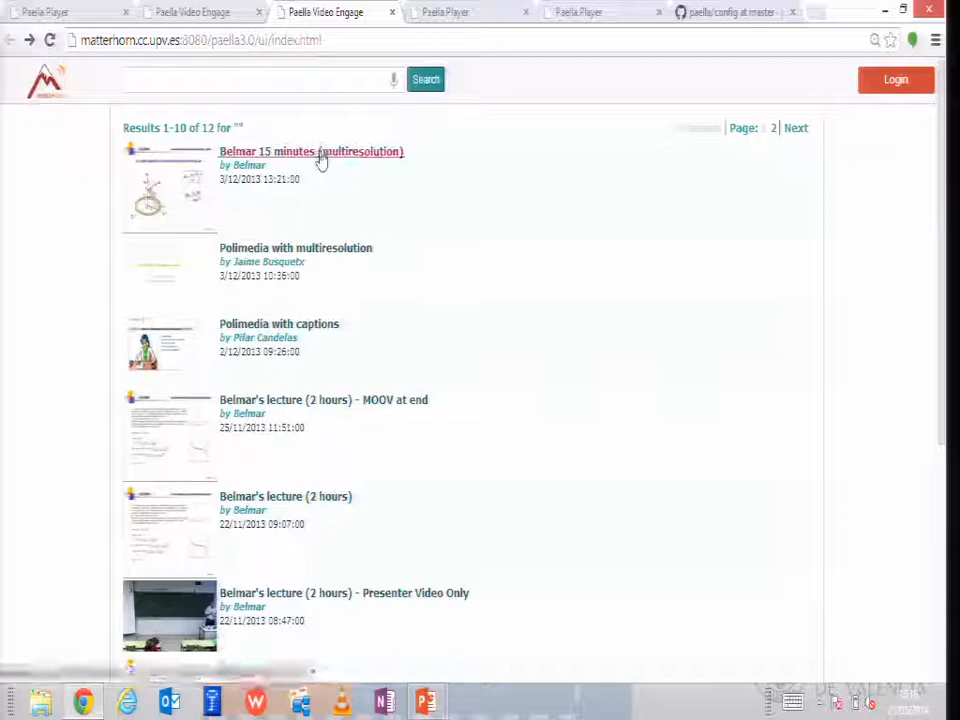 Paella Player
Paella Video Engage
Paella Video Engage
Paella Player
Paella Player
paella/config at master
matterhorn.cc.upv.es:8080/paella3.0/ui/index.html
Search
Login
Results 1-10 of 12 for ""
Page: 1 2 Next
Belmar 15 minutes (multiresolution)
by Belmar
3/12/2013 13:21:00
Polimedia with multiresolution
by Jaime Busquetx
3/12/2013 10:36:00
Polimedia with captions
by Pilar Candelas
2/12/2013 09:26:00
Belmar's lecture (2 hours) - MOOV at end
by Belmar
25/11/2013 11:51:00
Belmar's lecture (2 hours)
by Belmar
22/11/2013 09:07:00
Belmar's lecture (2 hours) - Presenter Video Only
by Belmar
22/11/2013 08:47:00
DE VALENCIA